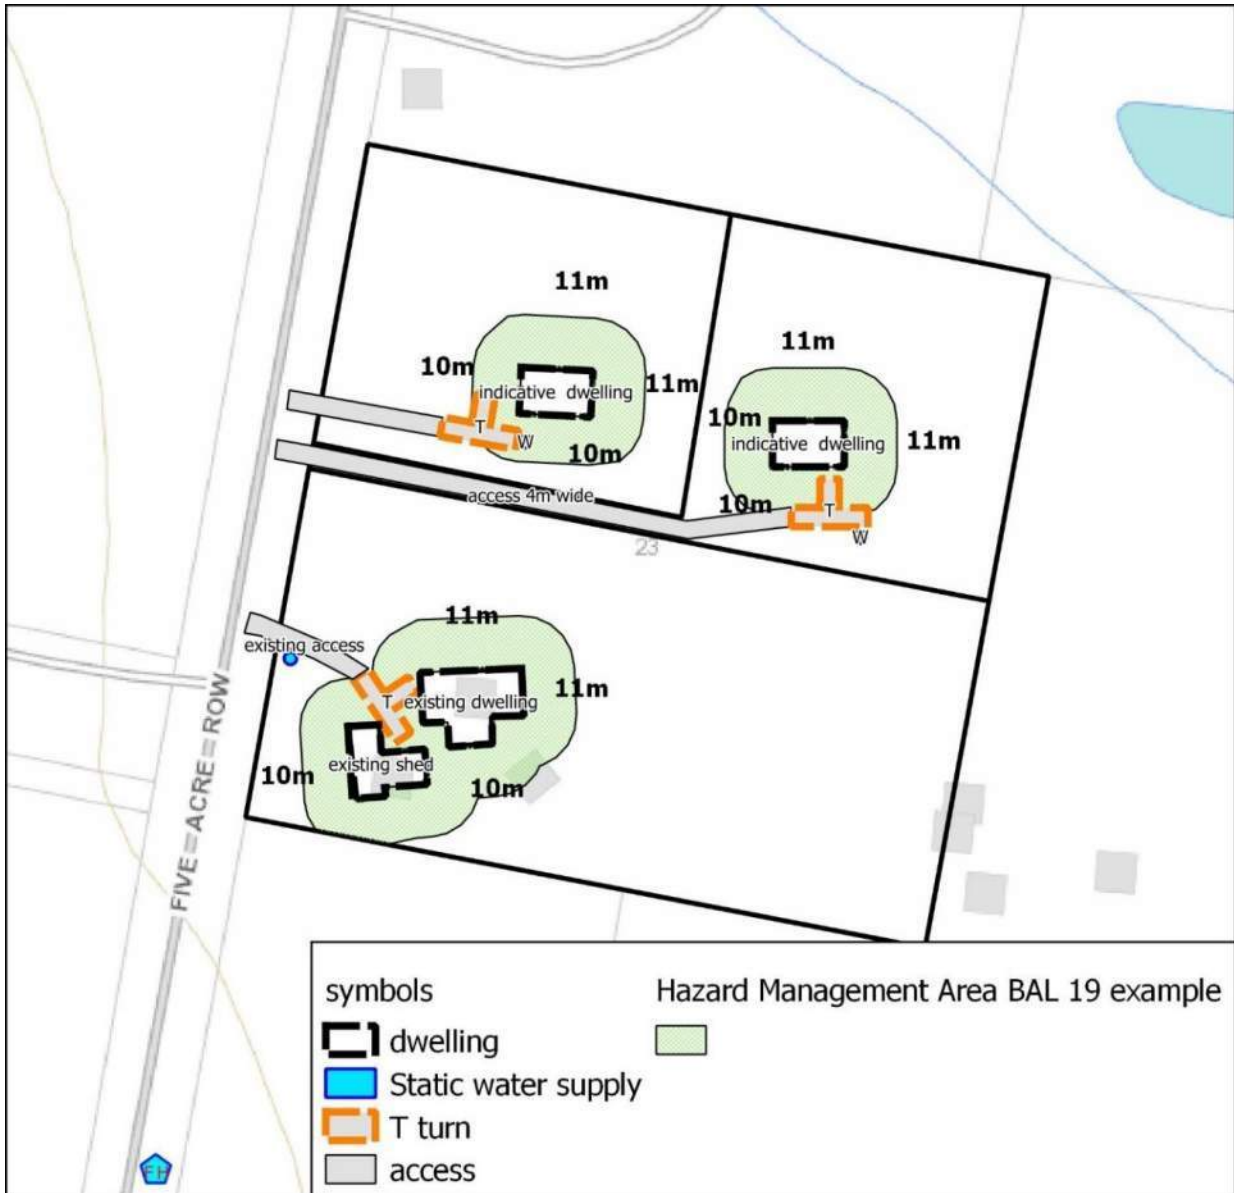 11m
11m
10m
11m
indicative dwelling
10m
11m
T
W
indicative dwelling
10m
access 4m wide
10m
T
W
23
11m
existing access
11m
T
existing dwelling
existing shed
10m
10m
FIVE=ACRE=ROW
symbols
Hazard Management Area BAL 19 example
dwelling
Static water supply
T turn
access
FH